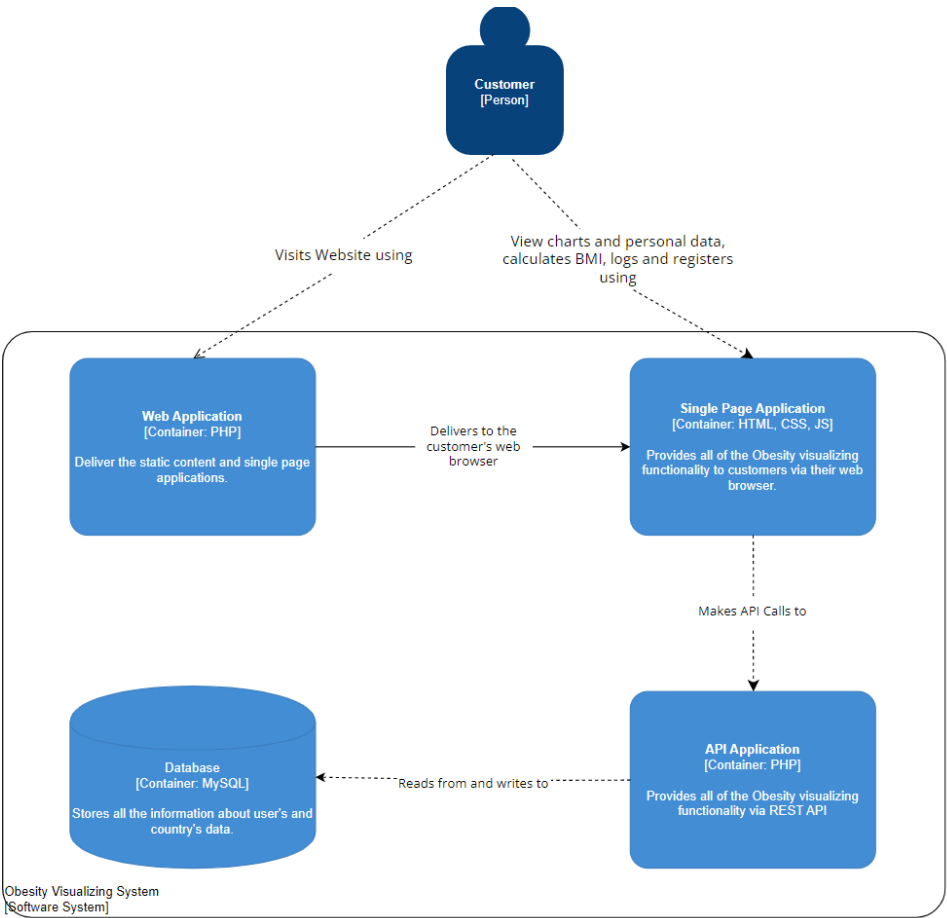 Customer
[Person]
Visits Website using
View charts and personal data,
calculates BMI, logs and registers
using
Web Application
[Container: PHP]
Deliver the static content and single page
applications.
Delivers to the
customer's web
browser
Single Page Application
[Container: HTML, CSS, JS]
Provides all of the Obesity visualizing
functionality to customers via their web
browser.
Makes API Calls to
Database
[Container: MySQL]
Stores all the information about user's and
country's data.
Reads from and writes to
API Application
[Container: PHP]
Provides all of the Obesity visualizing
functionality via REST API
Obesity Visualizing System
[Software System]